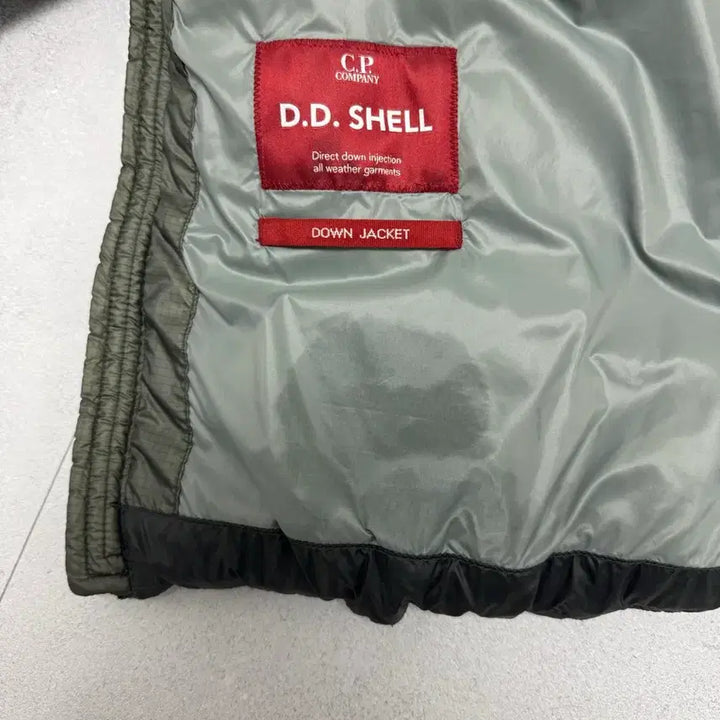 C.P.
COMPANY
D.D. SHELL
Direct down injection
all weather garments
DOWN JACKET